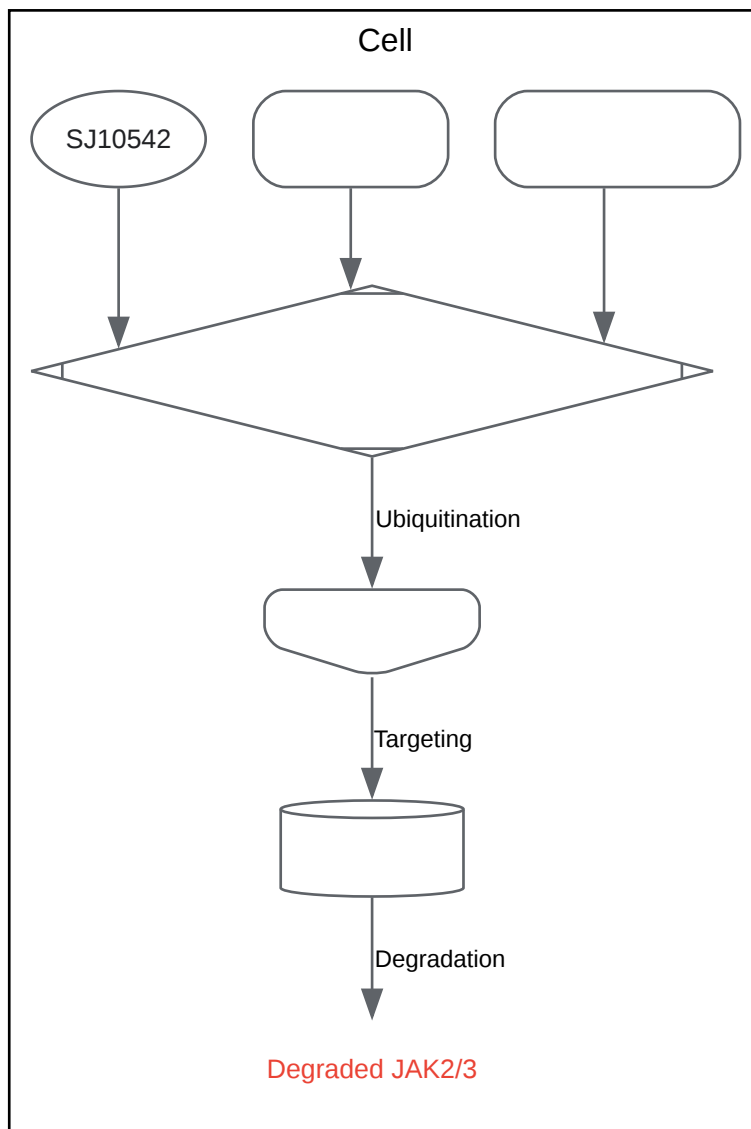 Cell
SJ10542
Ubiquitination
Targeting
Degradation
Degraded JAK2/3